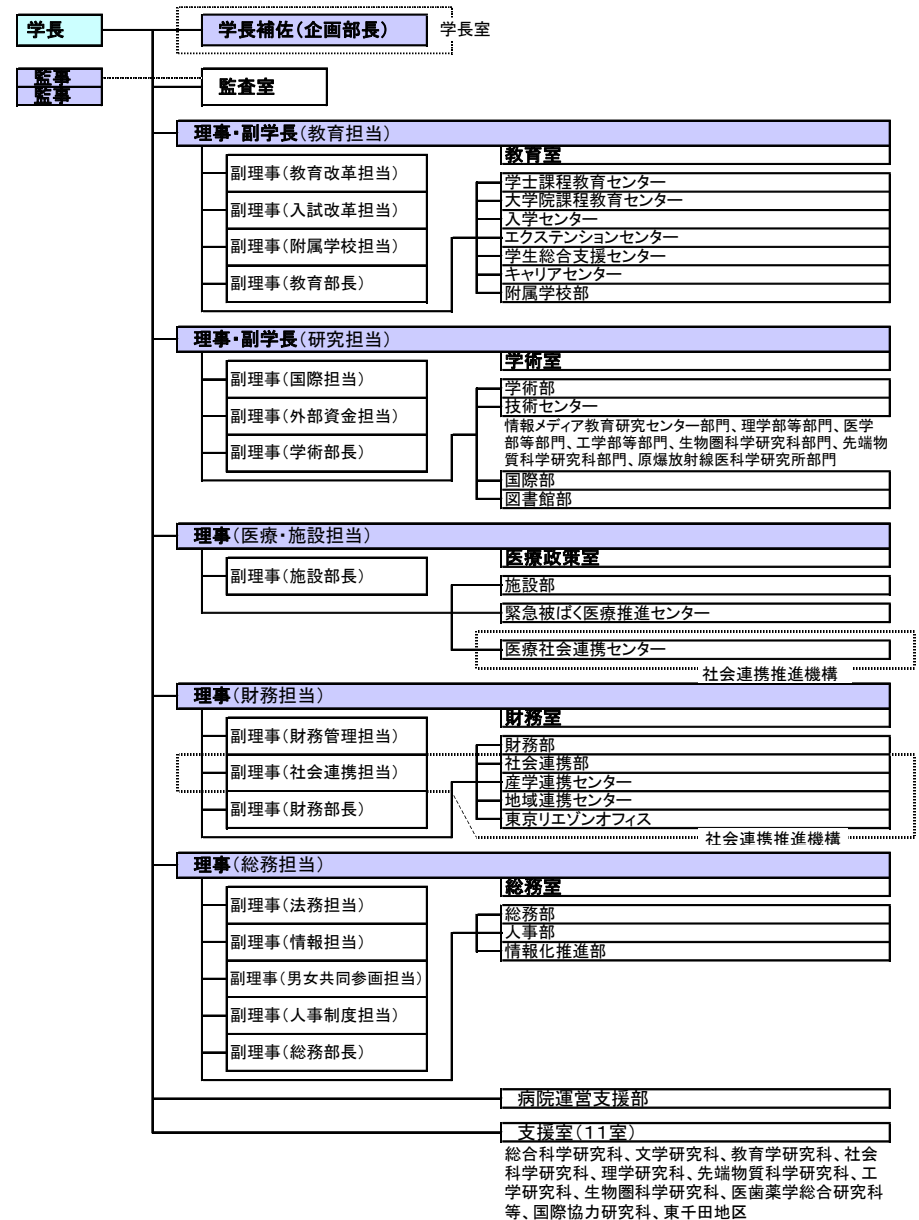 学長
学長補佐(企画部長)
学長室
監事
監事
監査室
理事・副学長(教育担当)
教育室
副理事(教育改革担当)
副理事(入試改革担当)
副理事(附属学校担当)
副理事(教育部長)
学士課程教育センター
大学院課程教育センター
入学センター
エクステンションセンター
学生総合支援センター
キャリアセンター
附属学校部
理事・副学長(研究担当)
学術室
副理事(国際担当)
副理事(外部資金担当)
副理事(学術部長)
学術部
技術センター
情報メディア教育研究センター部門、理学部等部門、医学
部等部門、工学部等部門、生物圏科学研究科部門、先端物
質科学研究科部門、原爆放射線医科学研究所部門
国際部
図書館部
理事(医療・施設担当)
医療政策室
副理事(施設部長)
施設部
緊急被ばく医療推進センター
医療社会連携センター
社会連携推進機構
理事(財務担当)
財務室
副理事(財務管理担当)
副理事(社会連携担当)
副理事(財務部長)
財務部
社会連携部
産学連携センター
地域連携センター
東京リエゾンオフィス
社会連携推進機構
理事(総務担当)
総務室
副理事(法務担当)
副理事(情報担当)
副理事(男女共同参画担当)
副理事(人事制度担当)
副理事(総務部長)
総務部
人事部
情報化推進部
病院運営支援部
支援室(11室)
総合科学研究科、文学研究科、教育学研究科、社会
科学研究科、理学研究科、先端物質科学研究科、工
学研究科、生物圏科学研究科、医歯薬学総合研究科
等、国際協力研究科、東千田地区